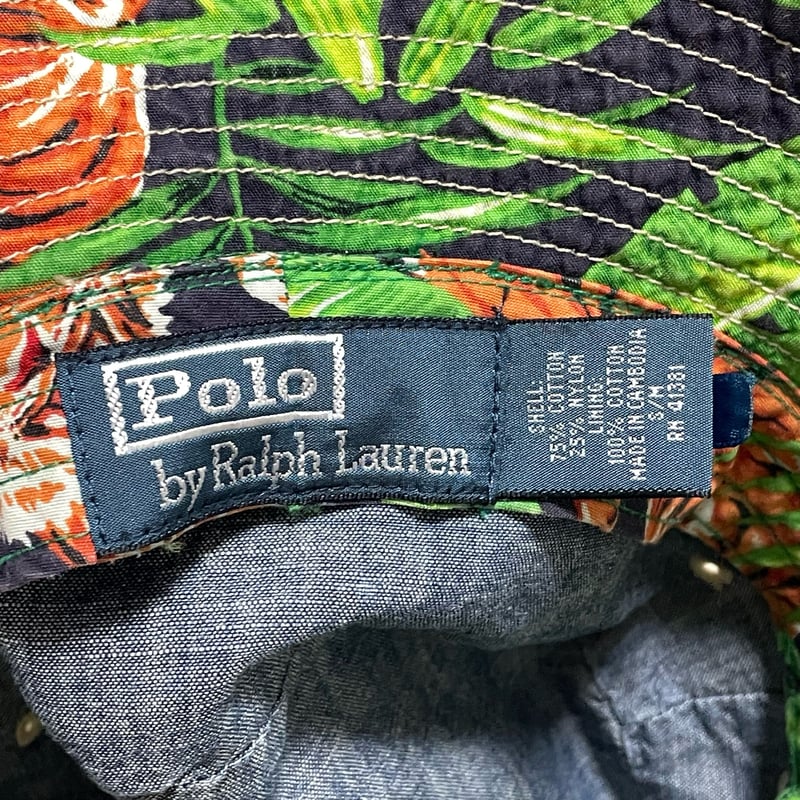 Polo
by Ralph Lauren
SHELL:
75% COTTON
25% NYLON
LINING:
100% COTTON
MADE IN CAMBODIA
S/M
RN 41381